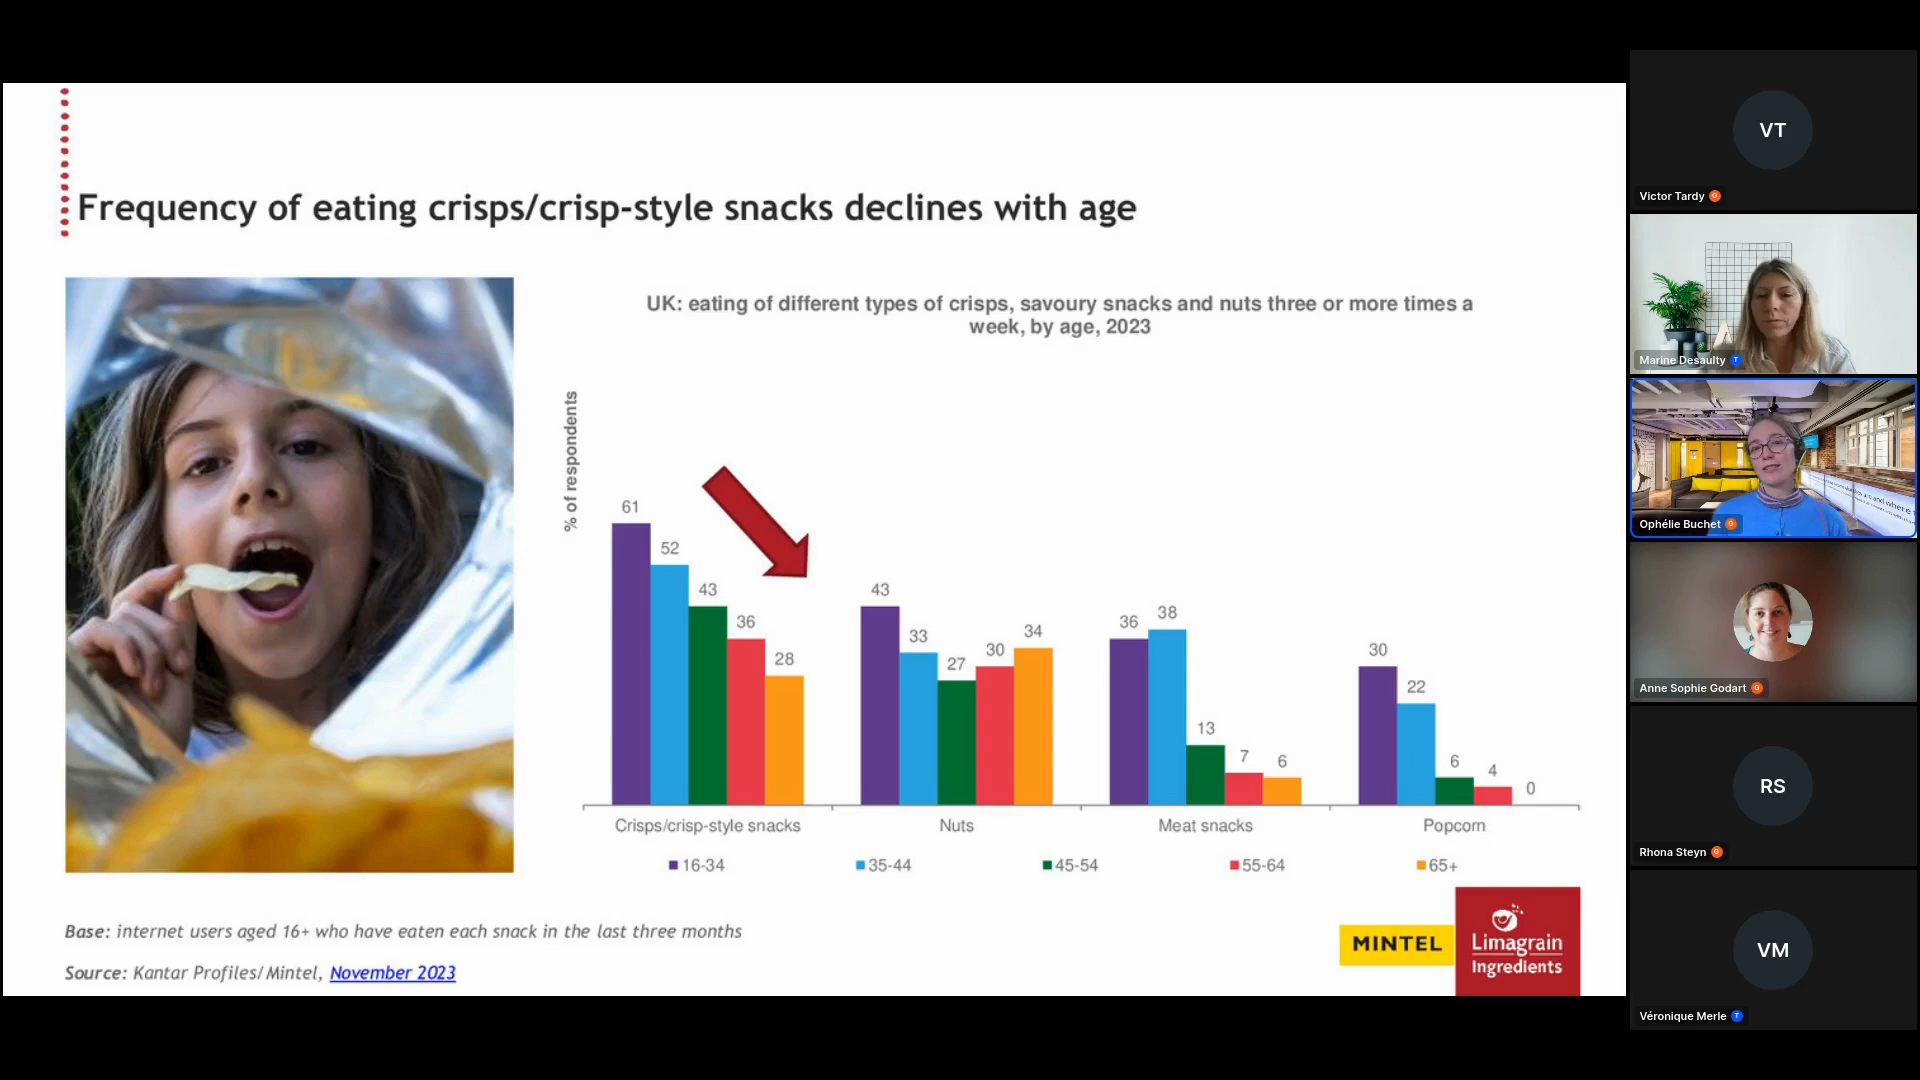 Frequency of eating crisps/crisp-style snacks declines with age
UK: eating of different types of crisps, savoury snacks and nuts three or more times a
week, by age, 2023
% of respondents
61
52
43
36
28
43
33
27
30
34
36
38
13
7
6
30
22
6
4
0
Crisps/crisp-style snacks
Nuts
Meat snacks
Popcorn
16-34
35-44
45-54
55-64
65+
Base: internet users aged 16+ who have eaten each snack in the last three months
Source: Kantar Profiles/Mintel, November 2023
MINTEL
Limagrain
Ingredients
VT
Victor Tardy
Marine Desaulty
Ophélie Buchet
Anne Sophie Godart
RS
Rhona Steyn
VM
Véronique Merle